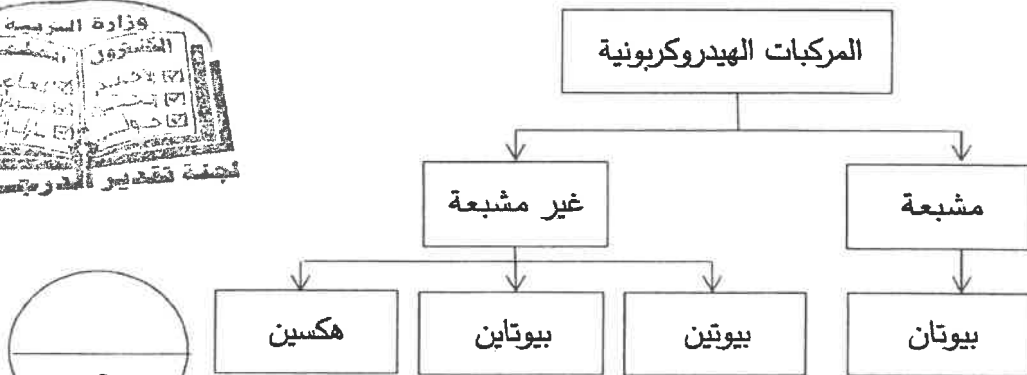 وزارة التربية
لجنة تقدير الدرجات
المركبات الهيدروكربونية
مشبعة
غير مشبعة
بيوتان
بيوتين
بيوتاين
هكسين